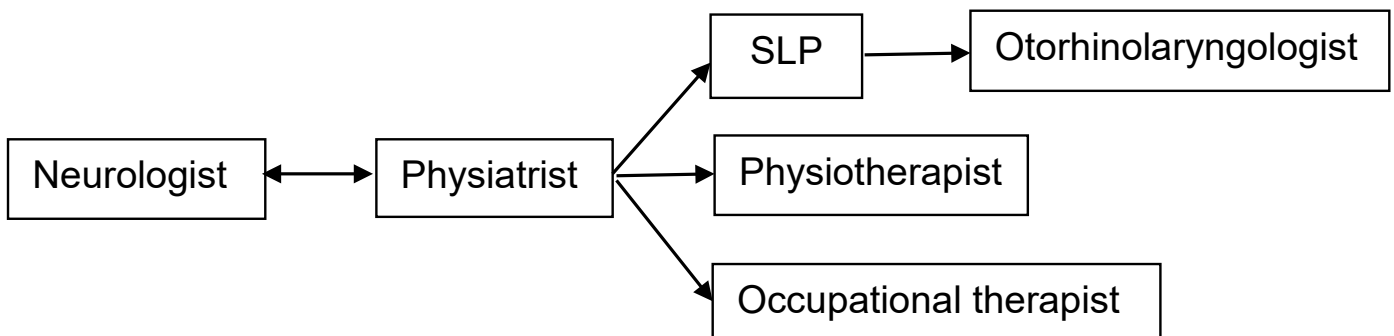 SLP
Otorhinolaryngologist
Neurologist
Physiatrist
Physiotherapist
Occupational therapist